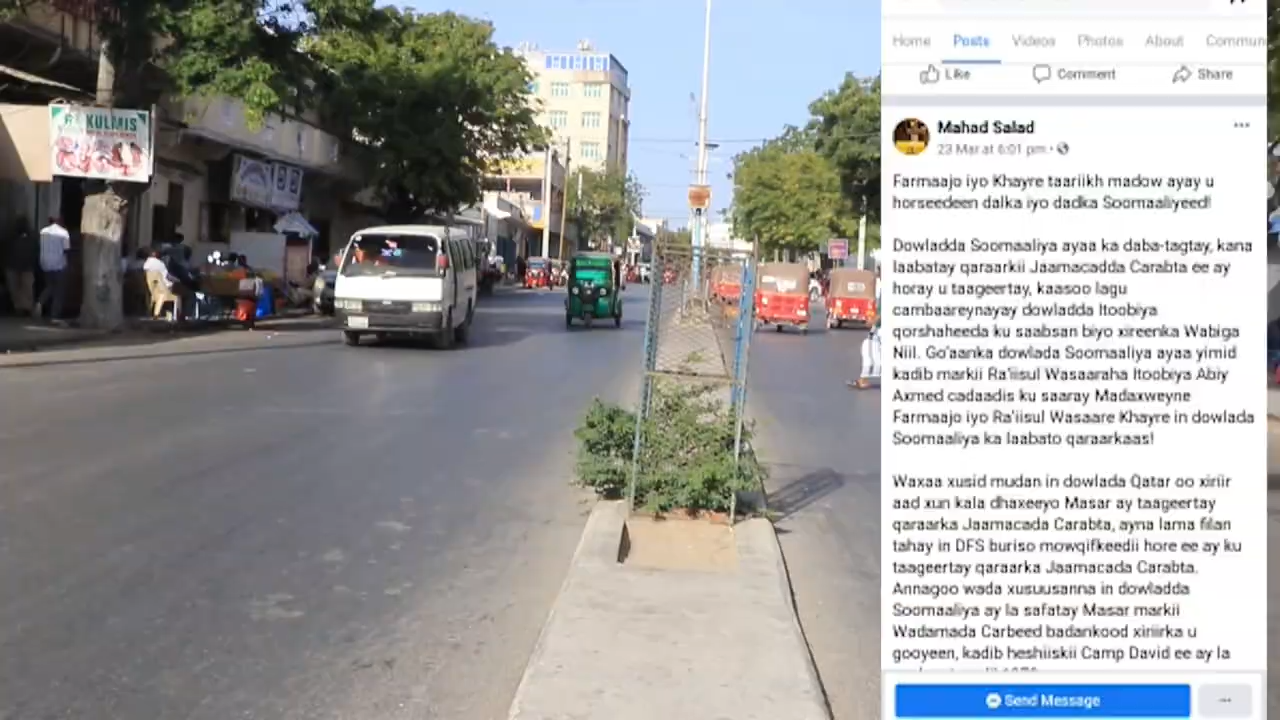 KULMIS
Home Posts Videos Photos About Commun
Like Comment Share
Mahad Salad
23 Mar at 6:01 pm •
Farmaajo iyo Khayre taariikh madow ayay u
horseedeen dalka iyo dadka Soomaaliyeed!
Dowladda Soomaaliya ayaa ka daba-tagtay, kana
laabatay qaraarkii Jaamacadda Carabta ee ay
horay u taageertay, kaasoo lagu
cambaareynayay dowladda Itoobiya
qorshaheeda ku saabsan biyo xireenka Wabiga
Niil. Go'aanka dowlada Soomaaliya ayaa yimid
kadib markii Ra'iisul Wasaaraha Itoobiya Abiy
Axmed cadaadis ku saaray Madaxweyne
Farmaajo iyo Ra'iisul Wasaare Khayre in dowlada
Soomaaliya ka laabato qaraarkaas!
Waxaa xusid mudan in dowlada Qatar oo xiriir
aad xun kala dhaxeeyo Masar ay taageertay
qaraarka Jaamacada Carabta, ayna lama filan
tahay in DFS buriso mowqifkeedii hore ee ay ku
taageertay qaraarka Jaamacada Carabta.
Annagoo wada xusuusanna in dowladda
Soomaaliya ay la safatay Masar markii
Wadamada Carbeed badankood xiriirka u
gooyeen, kadib heshiiskii Camp David ee ay la
Send Message